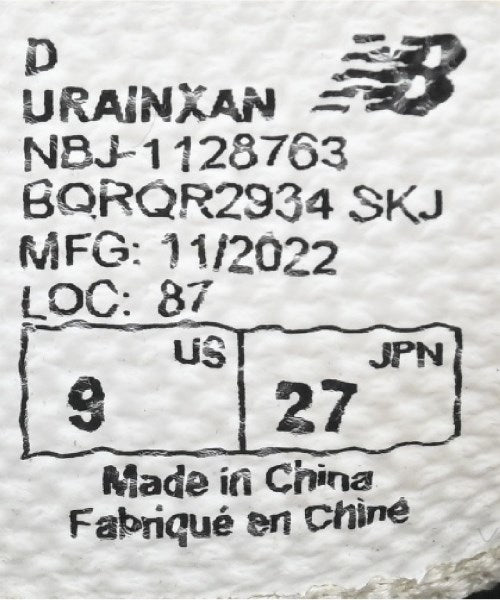 D
URAINXAN
NBJ-1128763
BQRQR2934 SKJ
MFG: 11/2022
LOC: 87
US
JPN
9
27
Made in China
Fabriqué en Chine